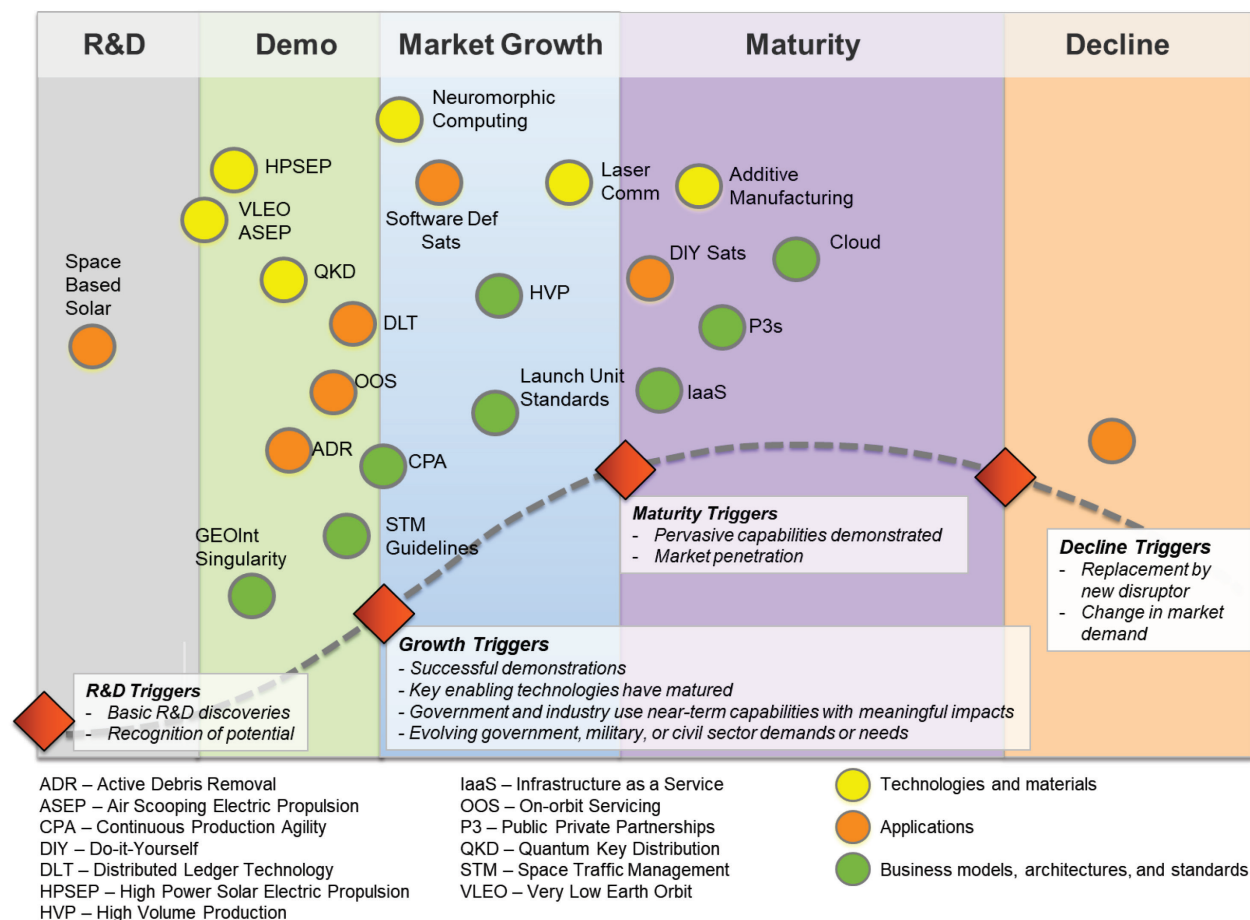 R&D
Demo
Market Growth
Maturity
Decline
Neuromorphic
Computing
HPSEP
VLEO
ASEP
Software Def
Sats
Laser
Comm
Additive
Manufacturing
Space
Based
Solar
QKD
DLT
HVP
DIY Sats
Cloud
P3s
OOS
Launch Unit
Standards
IaaS
ADR
CPA
GEOInt
Singularity
STM
Guidelines
Maturity Triggers
- Pervasive capabilities demonstrated
- Market penetration
Decline Triggers
- Replacement by
new disruptor
- Change in market
demand
Growth Triggers
- Successful demonstrations
- Key enabling technologies have matured
- Government and industry use near-term capabilities with meaningful impacts
- Evolving government, military, or civil sector demands or needs
R&D Triggers
- Basic R&D discoveries
- Recognition of potential
ADR – Active Debris Removal
ASEP – Air Scooping Electric Propulsion
CPA – Continuous Production Agility
DIY – Do-it-Yourself
DLT – Distributed Ledger Technology
HPSEP – High Power Solar Electric Propulsion
HVP – High Volume Production
IaaS – Infrastructure as a Service
OOS – On-orbit Servicing
P3 – Public Private Partnerships
QKD – Quantum Key Distribution
STM – Space Traffic Management
VLEO – Very Low Earth Orbit
Technologies and materials
Applications
Business models, architectures, and standards